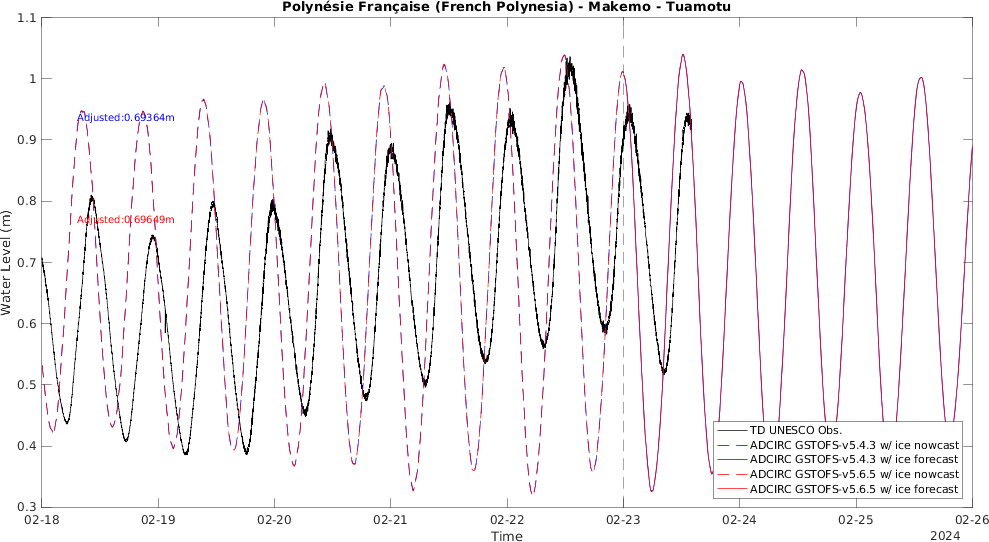 Polynésie Française (French Polynesia) - Makemo - Tuamotu
1.1
1
0.9
0.8
0.7
0.6
0.5
0.4
0.3
Water Level (m)
Adjusted:0.69364m
Adjusted:0.69649m
TD UNESCO Obs.
ADCIRC GSTOFS-v5.4.3 w/ ice nowcast
ADCIRC GSTOFS-v5.4.3 w/ ice forecast
ADCIRC GSTOFS-v5.6.5 w/ ice nowcast
ADCIRC GSTOFS-v5.6.5 w/ ice forecast
02-18 02-19 02-20 02-21 02-22 02-23 02-24 02-25 02-26
Time
2024